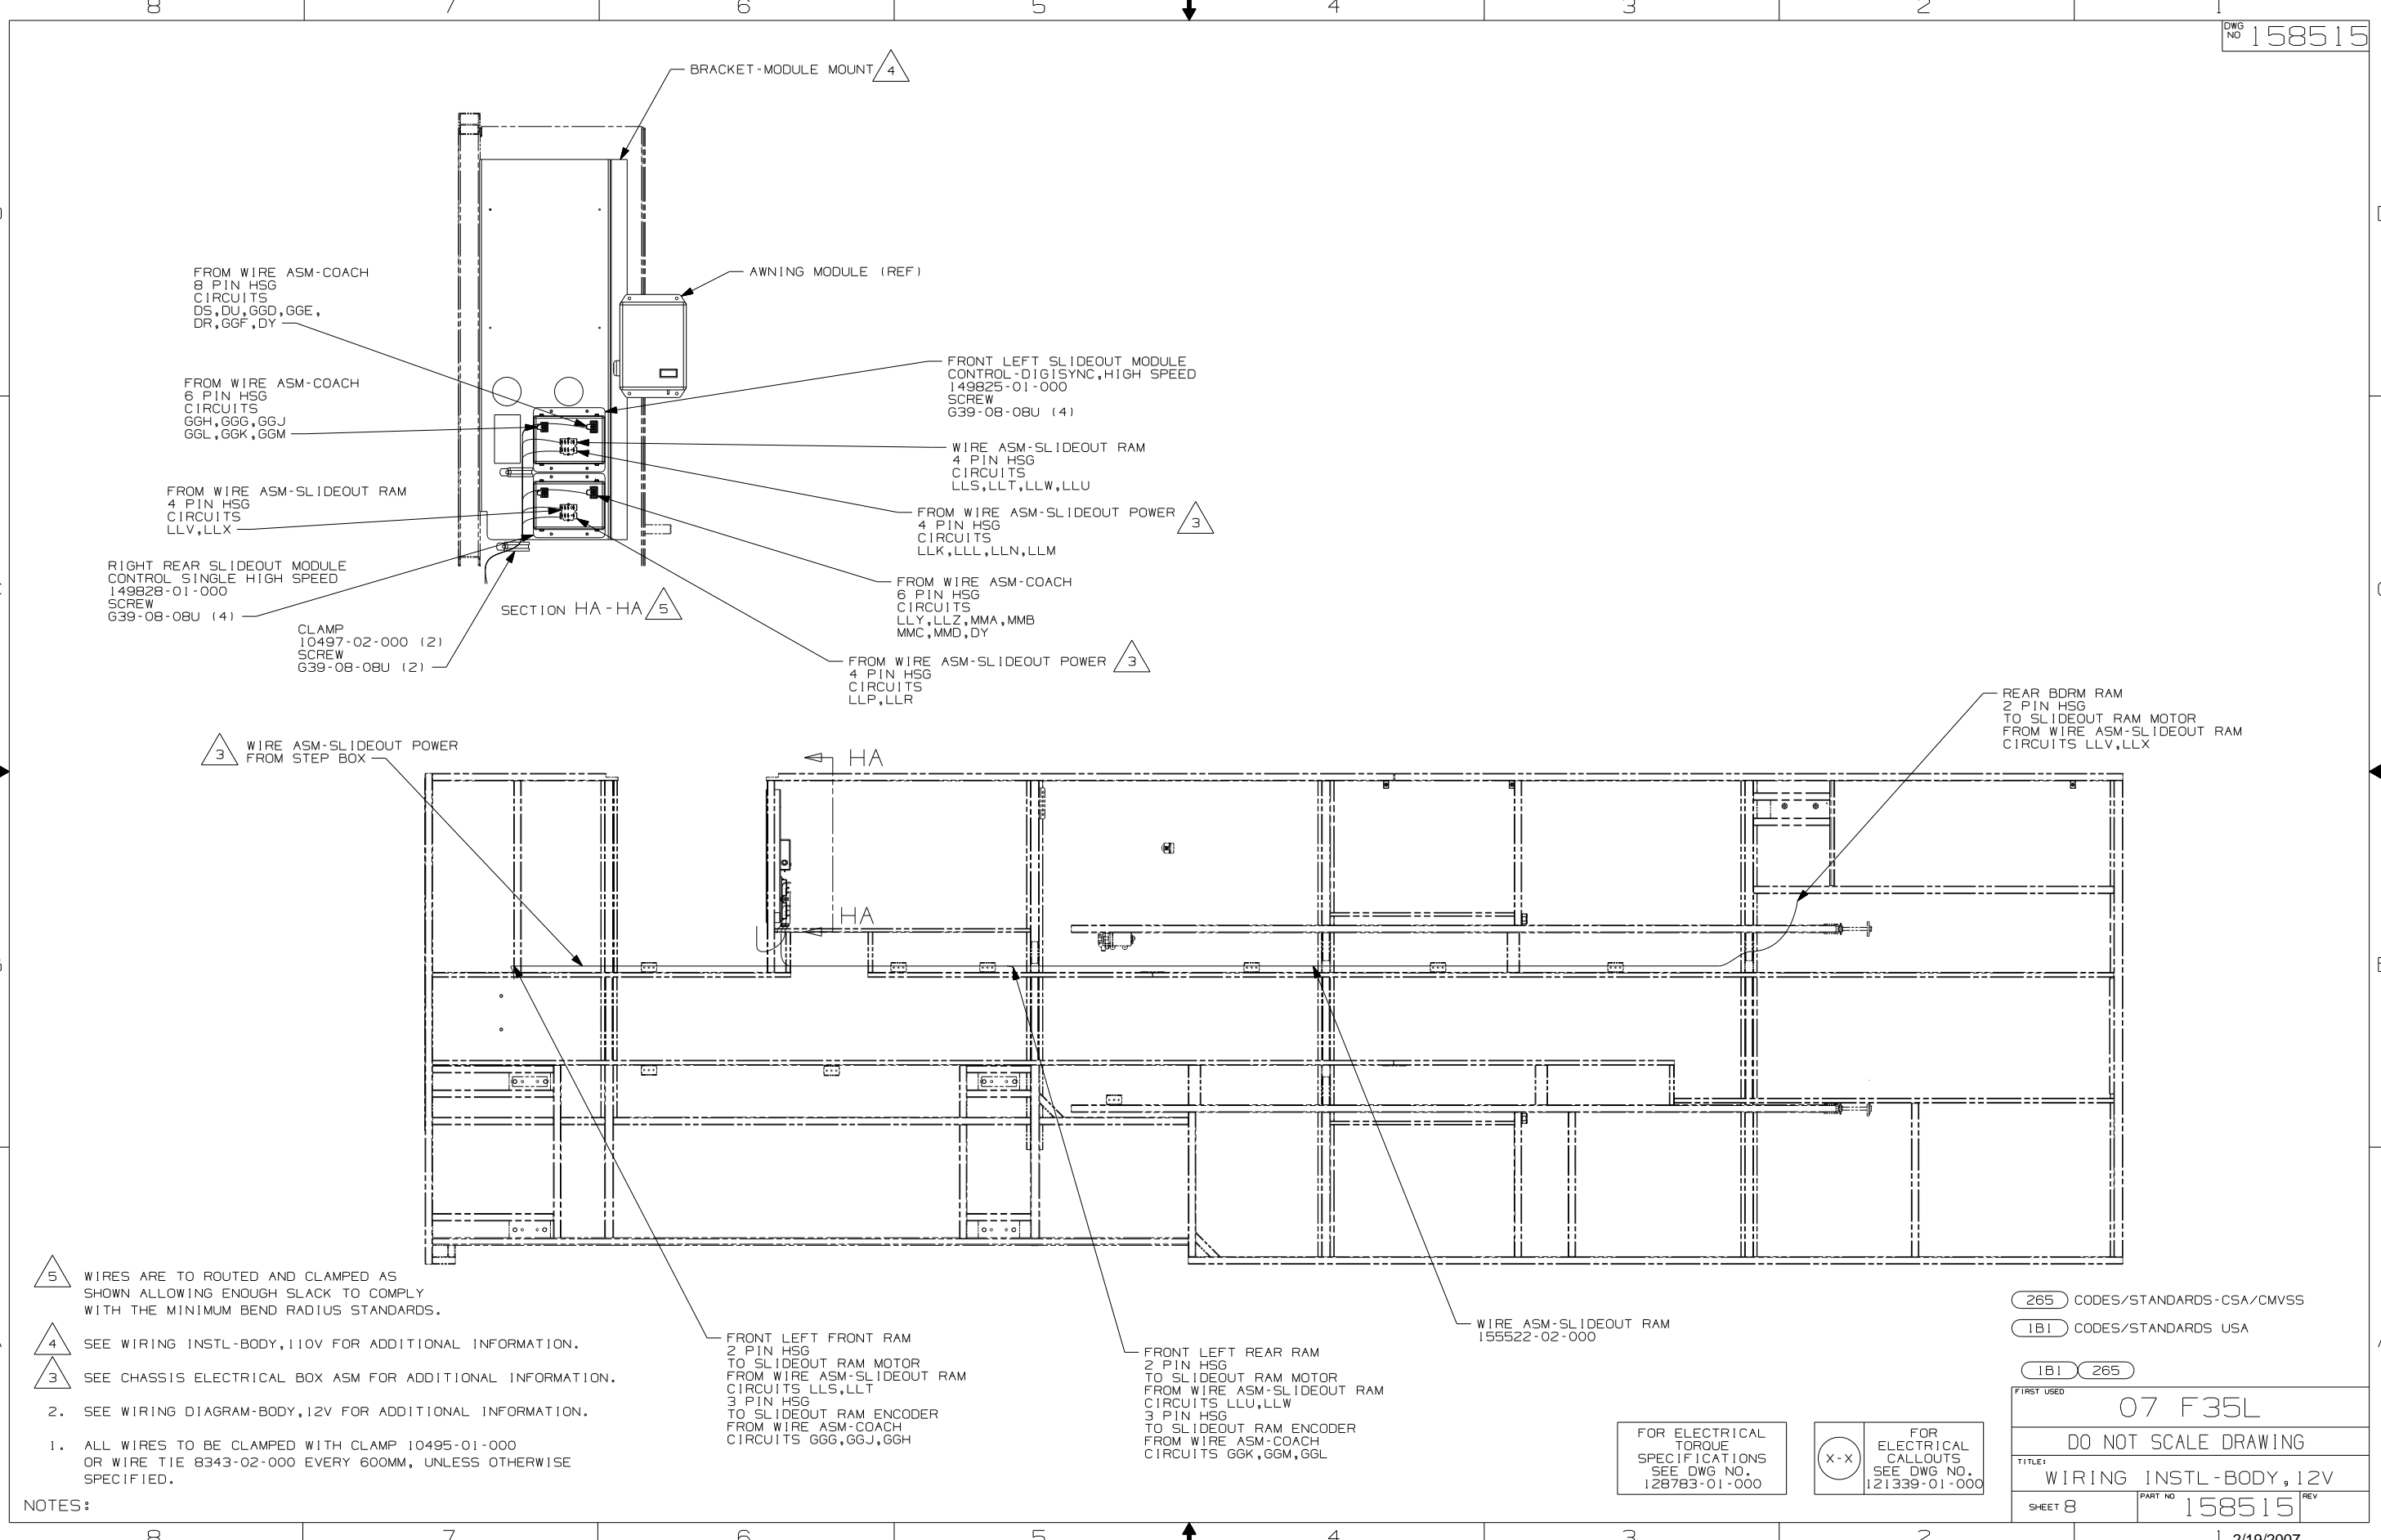 8 7 6 5 4 3 2 1
DWG NO 158515
BRACKET-MODULE MOUNT 4
FROM WIRE ASM-COACH
8 PIN HSG
CIRCUITS
DS,DU,GGD,GGE,
DR,GGF,DY
AWNING MODULE (REF)
FROM WIRE ASM-COACH
6 PIN HSG
CIRCUITS
GGH,GGG,GGJ
GGL,GGK,GGM
FRONT LEFT SLIDEOUT MODULE
CONTROL-DIGISYNC,HIGH SPEED
149825-01-000
SCREW
G39-08-08U (4)
WIRE ASM-SLIDEOUT RAM
4 PIN HSG
CIRCUITS
LLS,LLT,LLW,LLU
FROM WIRE ASM-SLIDEOUT RAM
4 PIN HSG
CIRCUITS
LLV,LLX
FROM WIRE ASM-SLIDEOUT POWER 3
4 PIN HSG
CIRCUITS
LLK,LLL,LLN,LLM
RIGHT REAR SLIDEOUT MODULE
CONTROL SINGLE HIGH SPEED
149828-01-000
SCREW
G39-08-08U (4)
SECTION HA-HA 5
FROM WIRE ASM-COACH
6 PIN HSG
CIRCUITS
LLY,LLZ,MMA,MMB
MMC,MMD,DY
CLAMP
10497-02-000 (2)
SCREW
G39-08-08U (2)
FROM WIRE ASM-SLIDEOUT POWER 3
4 PIN HSG
CIRCUITS
LLP,LLR
REAR BDRM RAM
2 PIN HSG
TO SLIDEOUT RAM MOTOR
FROM WIRE ASM-SLIDEOUT RAM
CIRCUITS LLV,LLX
3 WIRE ASM-SLIDEOUT POWER
FROM STEP BOX
HA
HA
5 WIRES ARE TO ROUTED AND CLAMPED AS
SHOWN ALLOWING ENOUGH SLACK TO COMPLY
WITH THE MINIMUM BEND RADIUS STANDARDS.
4 SEE WIRING INSTL-BODY,110V FOR ADDITIONAL INFORMATION.
3 SEE CHASSIS ELECTRICAL BOX ASM FOR ADDITIONAL INFORMATION.
2. SEE WIRING DIAGRAM-BODY,12V FOR ADDITIONAL INFORMATION.
1. ALL WIRES TO BE CLAMPED WITH CLAMP 10495-01-000
OR WIRE TIE 8343-02-000 EVERY 600MM, UNLESS OTHERWISE
SPECIFIED.
NOTES:
FRONT LEFT FRONT RAM
2 PIN HSG
TO SLIDEOUT RAM MOTOR
FROM WIRE ASM-SLIDEOUT RAM
CIRCUITS LLS,LLT
3 PIN HSG
TO SLIDEOUT RAM ENCODER
FROM WIRE ASM-COACH
CIRCUITS GGG,GGJ,GGH
FRONT LEFT REAR RAM
2 PIN HSG
TO SLIDEOUT RAM MOTOR
FROM WIRE ASM-SLIDEOUT RAM
CIRCUITS LLU,LLW
3 PIN HSG
TO SLIDEOUT RAM ENCODER
FROM WIRE ASM-COACH
CIRCUITS GGK,GGM,GGL
WIRE ASM-SLIDEOUT RAM
155522-02-000
265 CODES/STANDARDS-CSA/CMVSS
1B1 CODES/STANDARDS USA
1B1 265
FOR ELECTRICAL
TORQUE
SPECIFICATIONS
SEE DWG NO.
128783-01-000
X-X
FOR
ELECTRICAL
CALLOUTS
SEE DWG NO.
121339-01-000
FIRST USED
07 F35L
DO NOT SCALE DRAWING
TITLE:
WIRING INSTL-BODY,12V
SHEET 8 PART NO 158515 REV
8 7 6 5 4 3 2 1
2/19/2007